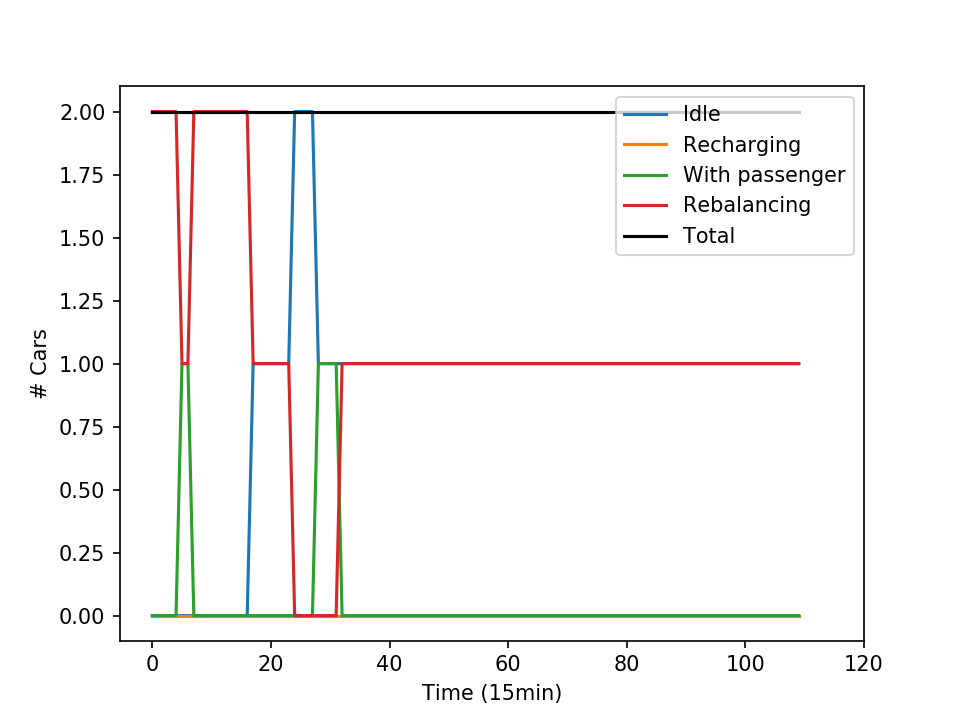 2.00
1.75
1.50
1.25
1.00
0.75
0.50
0.25
0.00
# Cars
0 20 40 60 80 100 120
Time (15min)
Idle
Recharging
With passenger
Rebalancing
Total